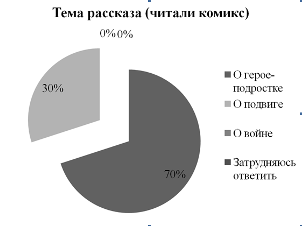 Тема рассказа (читали комикс)
0% 0%
30%
70%
О герое-
подростке
О подвиге
О войне
Затрудняюсь
ответить